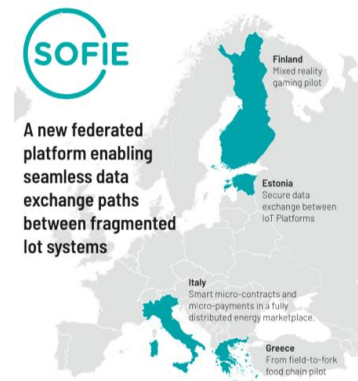 SOFIE
A new federated
platform enabling
seamless data
exchange paths
between fragmented
Iot systems
Finland
Mixed reality
gaming pilot
Estonia
Secure data
exchange between
IoT Platforms
Italy
Smart micro-contracts and
micro-payments in a fully
distributed energy marketplace.
Greece
From field-to-fork
food chain pilot